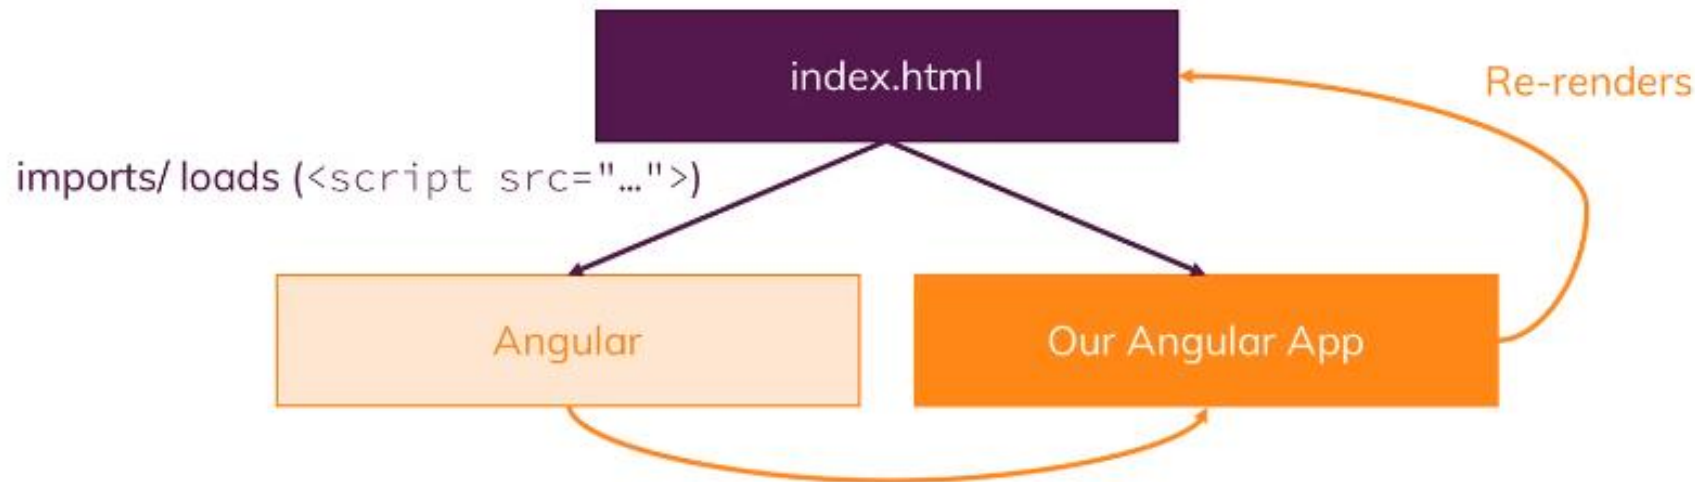 index.html
Re-renders
imports/ loads (<script src="…">)
Angular
Our Angular App